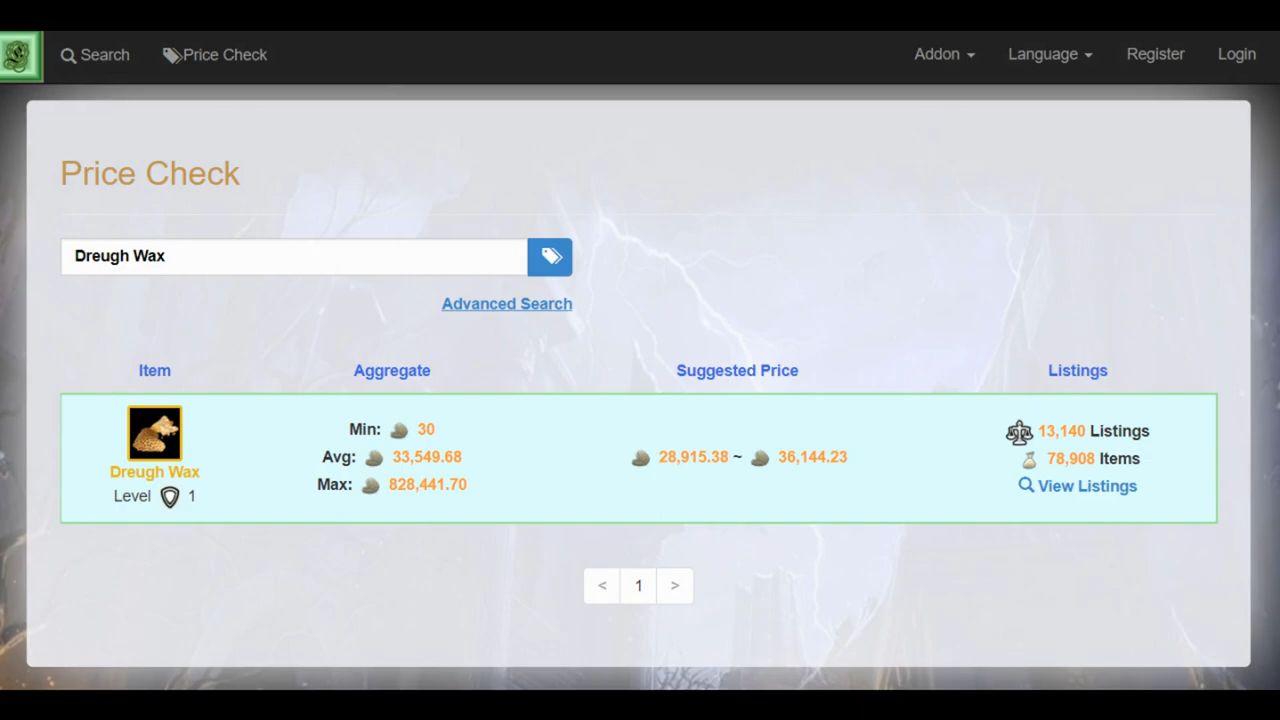 Search Price Check Addon Language Register Login
Price Check
Dreugh Wax
Advanced Search
Item Aggregate Suggested Price Listings
Min: 30
Avg: 33,549.68
Max: 828,441.70
Dreugh Wax
Level 1
28,915.38 ~ 36,144.23
13,140 Listings
78,908 Items
View Listings
< 1 >